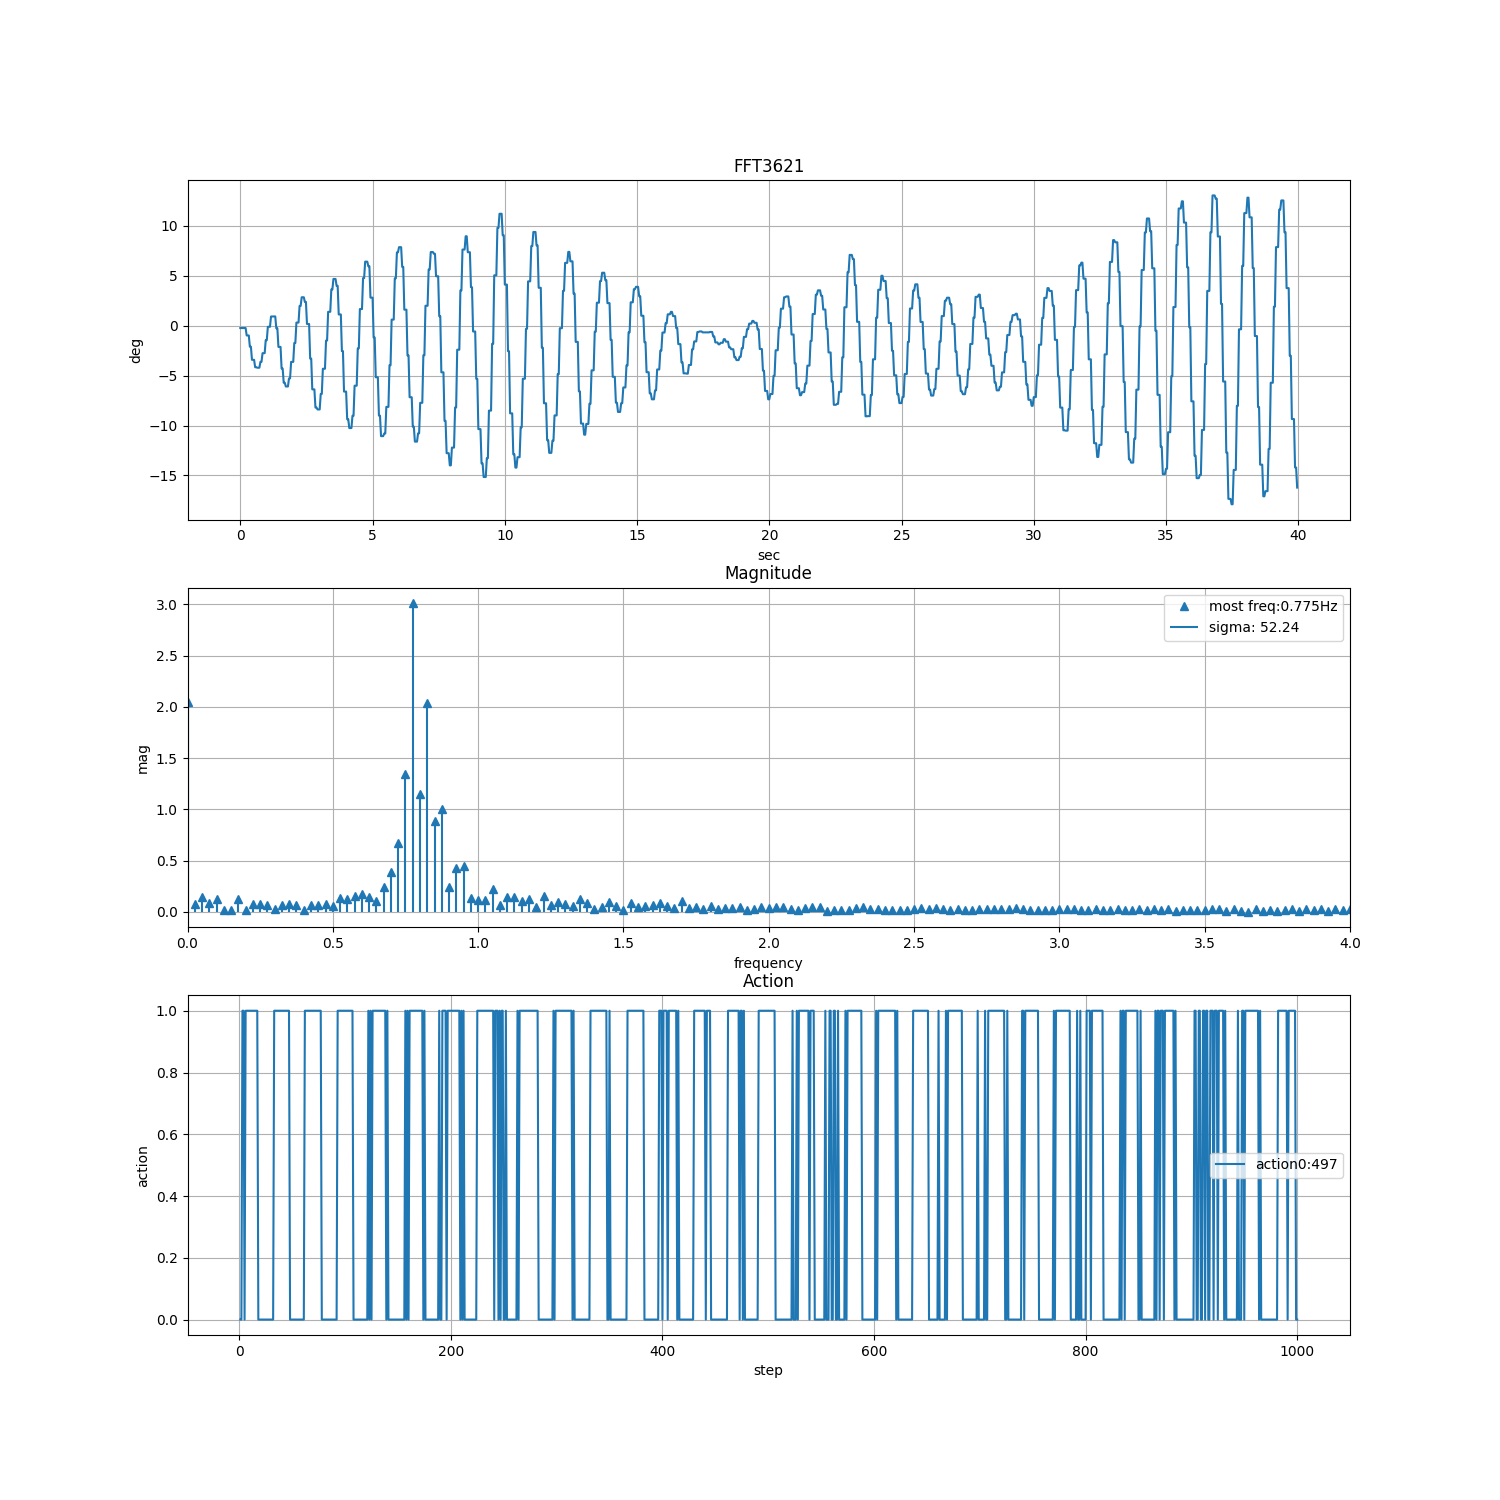 FFT3621
10
5
0
−5
−10
−15
deg
0 5 10 15 20 25 30 35 40
sec
Magnitude
most freq:0.775Hz
sigma: 52.24
3.0
2.5
2.0
1.5
1.0
0.5
0.0
mag
0.0 0.5 1.0 1.5 2.0 2.5 3.0 3.5 4.0
frequency
Action
1.0
0.8
0.6
0.4
0.2
0.0
action
action0:497
0 200 400 600 800 1000
step